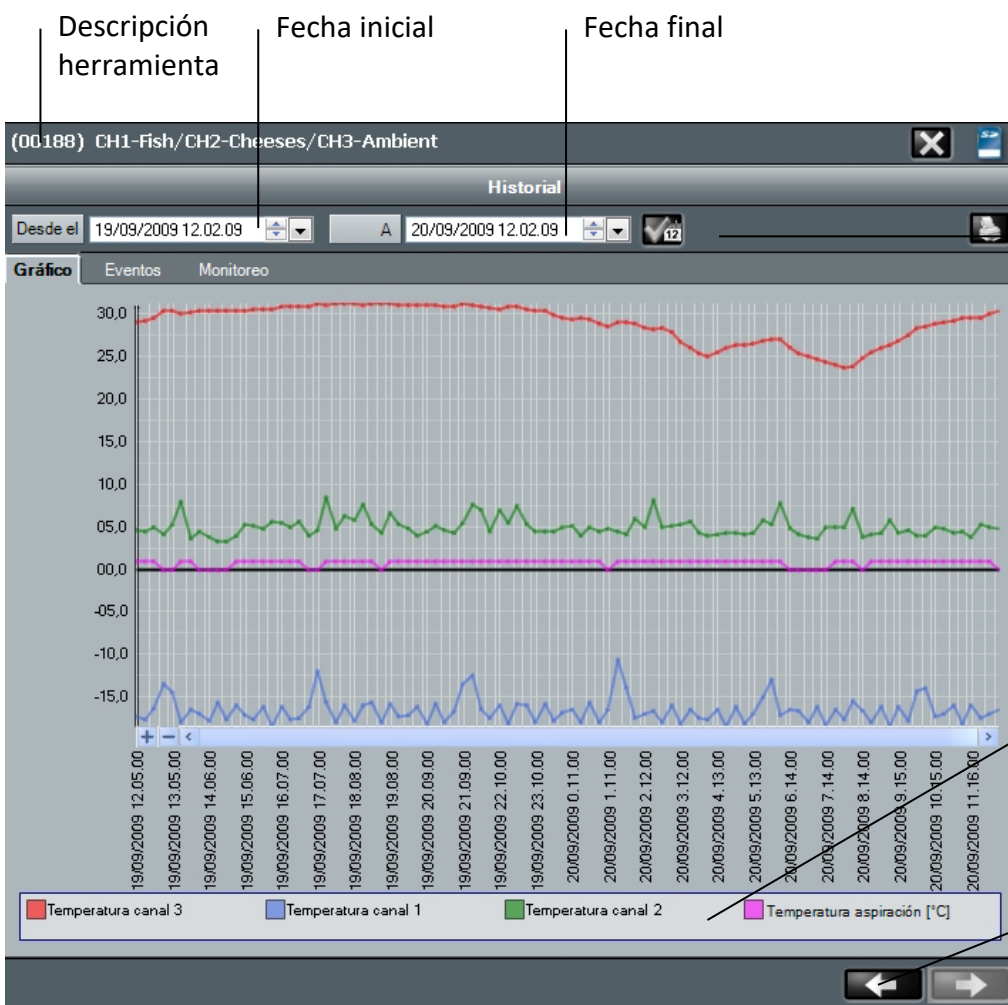 Descripción
herramienta
Fecha inicial
Fecha final
(00188) CH1-Fish/CH2-Cheeses/CH3-Ambient
Historial
Desde el
19/09/2009 12.02.09
A
20/09/2009 12.02.09
12
Gráfico
Eventos
Monitoreo
30,0
25,0
20,0
15,0
10,0
05,0
00,0
-05,0
-10,0
-15,0
19/09/2009 12.05.00
19/09/2009 13.05.00
19/09/2009 14.06.00
19/09/2009 15.06.00
19/09/2009 16.07.00
19/09/2009 17.07.00
19/09/2009 18.08.00
19/09/2009 19.08.00
19/09/2009 20.09.00
19/09/2009 21.09.00
19/09/2009 22.10.00
19/09/2009 23.10.00
20/09/2009 0.11.00
20/09/2009 1.11.00
20/09/2009 2.12.00
20/09/2009 3.12.00
20/09/2009 4.13.00
20/09/2009 5.13.00
20/09/2009 6.14.00
20/09/2009 7.14.00
20/09/2009 8.14.00
20/09/2009 9.15.00
20/09/2009 10.15.00
20/09/2009 11.16.00
Temperatura canal 3
Temperatura canal 1
Temperatura canal 2
Temperatura aspiración [°C]